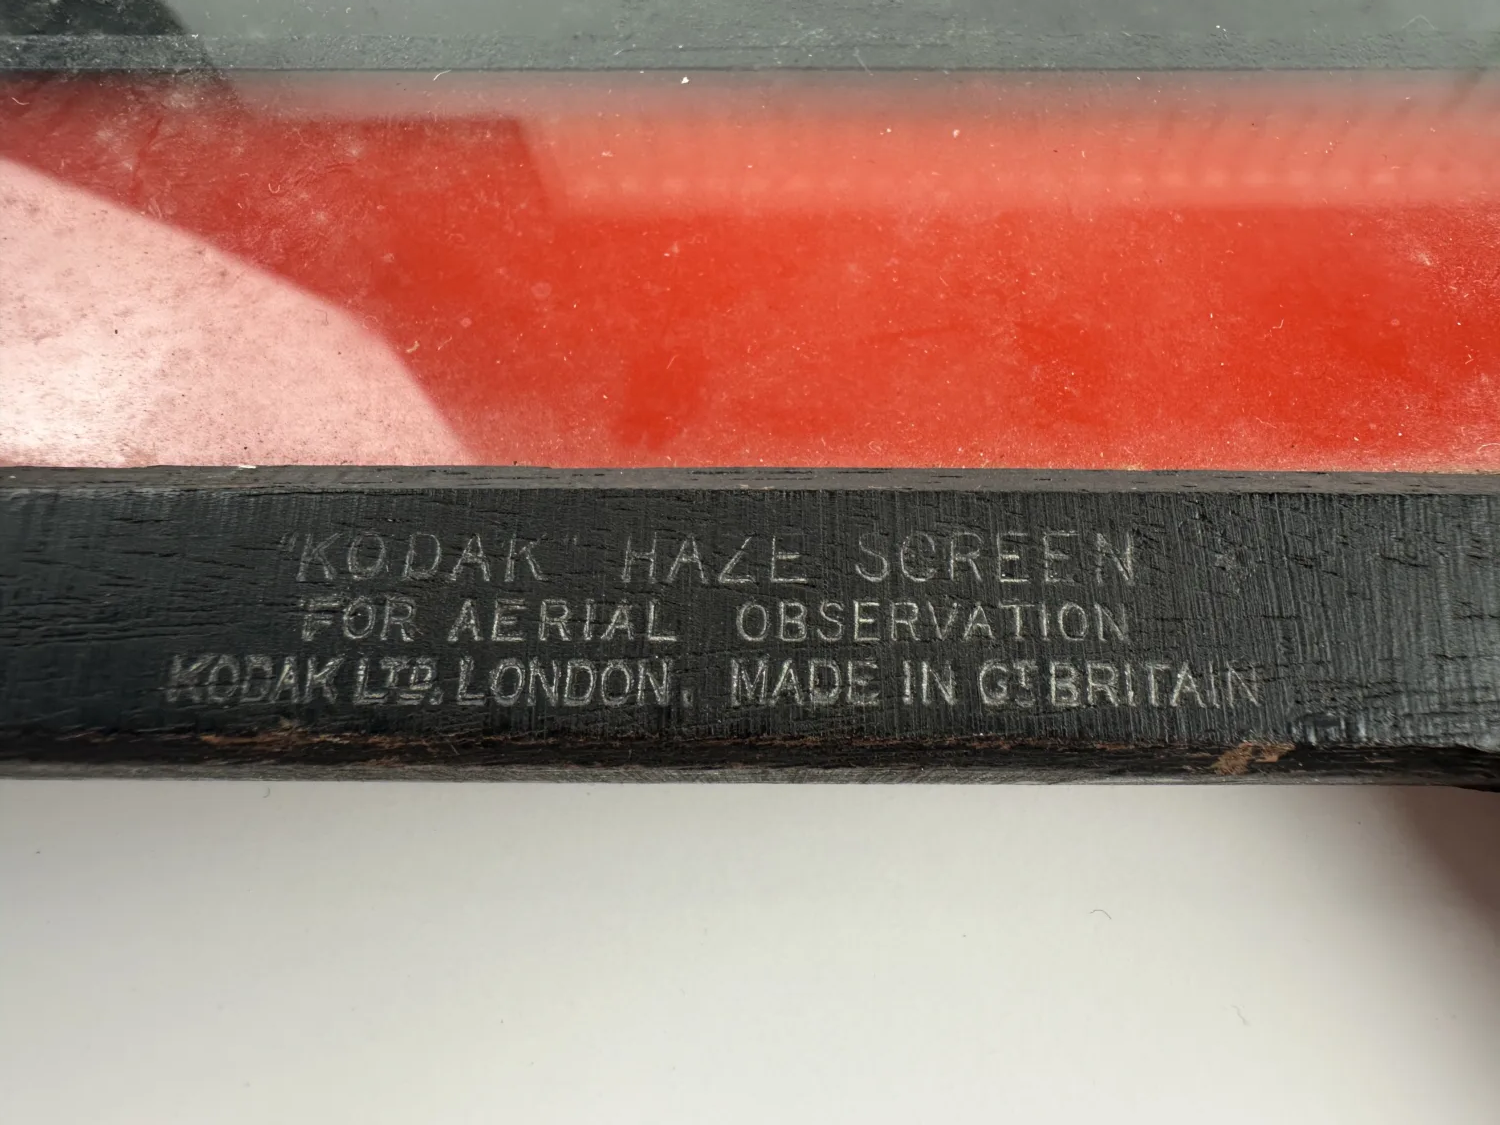 "KODAK" HAZE SCREEN
FOR AERIAL OBSERVATION
KODAK LTD. LONDON, MADE IN GT BRITAIN